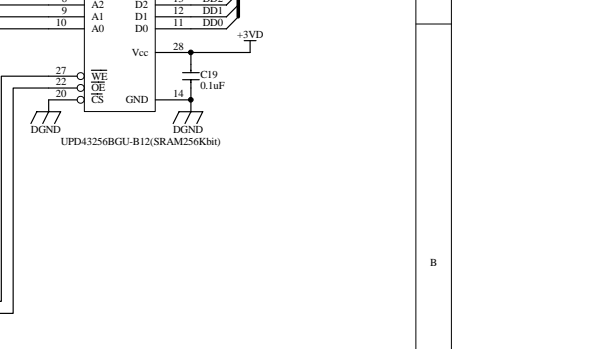 A2 D2
9 A1 D1 12 DD1
10 A0 D0 11 DD0
+3VD
Vcc 28
27 WE
22 OE
20 CS
C19
0.1uF
GND 14
DGND DGND
UPD43256BGU-B12(SRAM256Kbit)
B